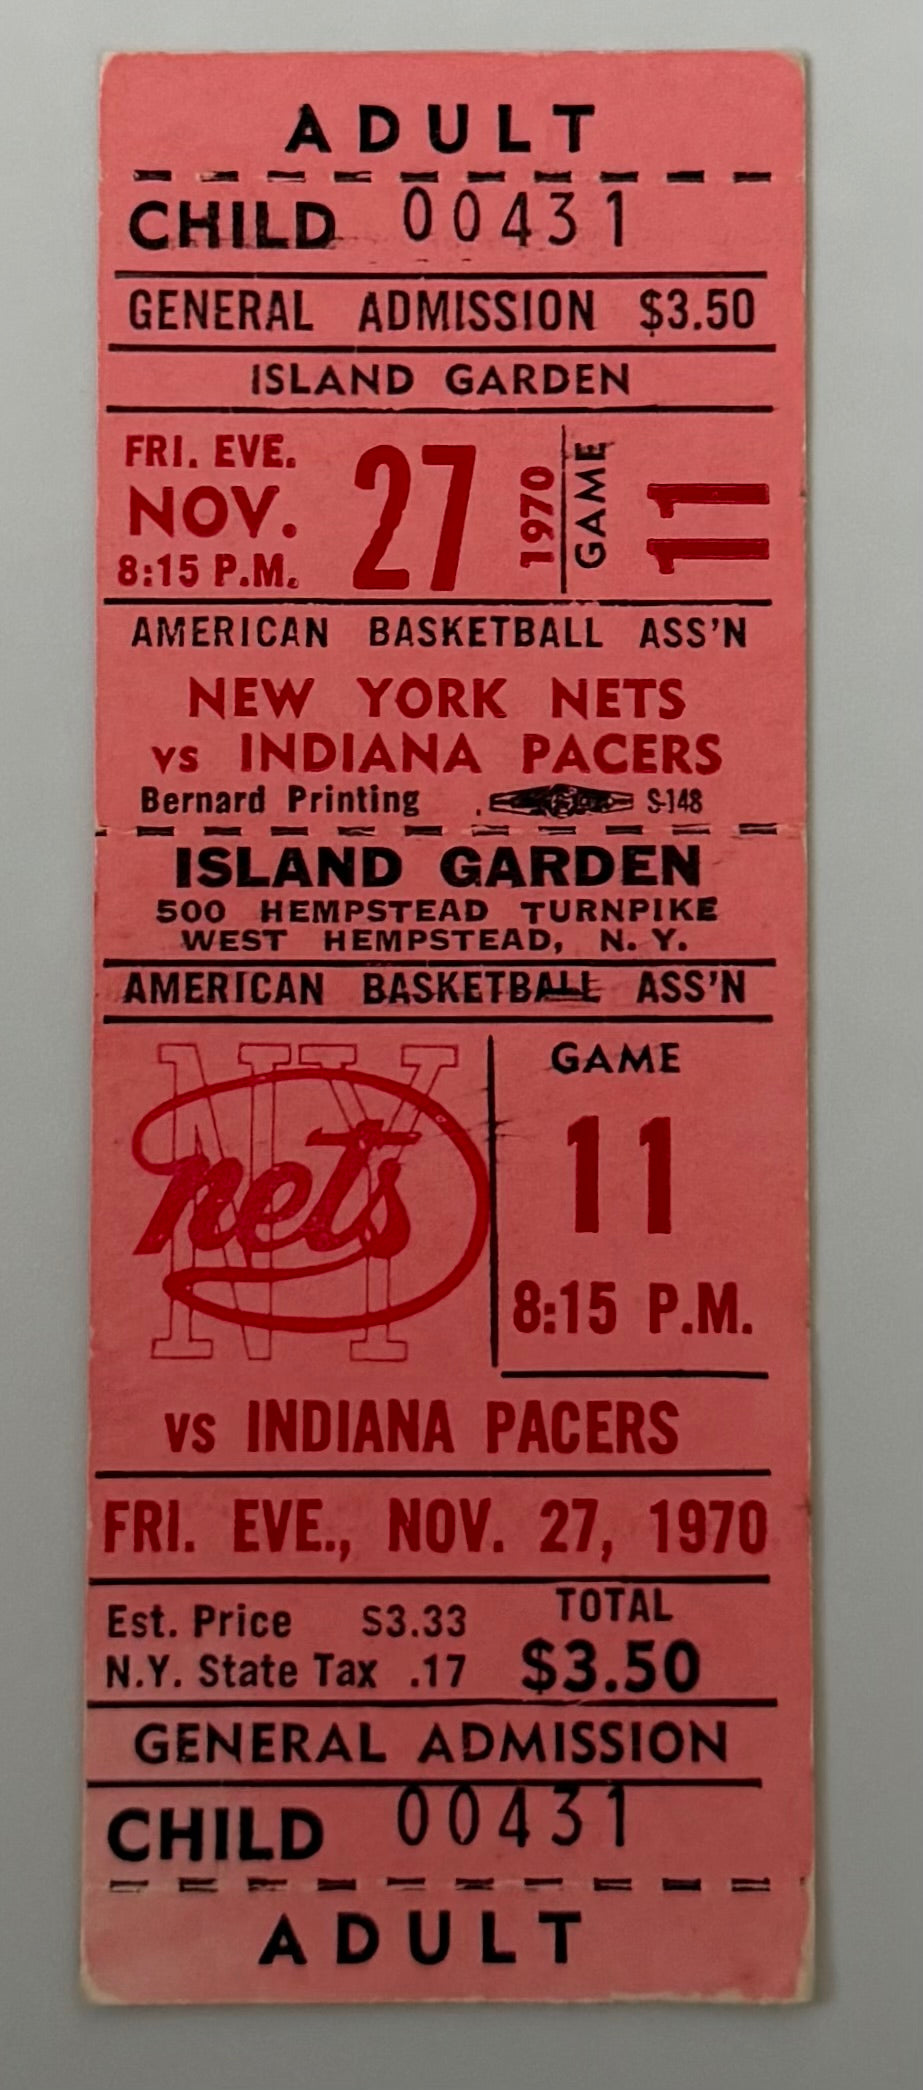 ADULT
CHILD 00431
GENERAL ADMISSION $3.50
ISLAND GARDEN
FRI. EVE.
NOV. 27
8:15 P.M.
1970
GAME
11
AMERICAN BASKETBALL ASS'N
NEW YORK NETS
vs INDIANA PACERS
Bernard Printing S-148
ISLAND GARDEN
500 HEMPSTEAD TURNPIKE
WEST HEMPSTEAD, N. Y.
AMERICAN BASKETBALL ASS'N
NY
nets
GAME
11
8:15 P.M.
vs INDIANA PACERS
FRI. EVE., NOV. 27, 1970
Est. Price $3.33
N.Y. State Tax .17
TOTAL
$3.50
GENERAL ADMISSION
CHILD 00431
ADULT